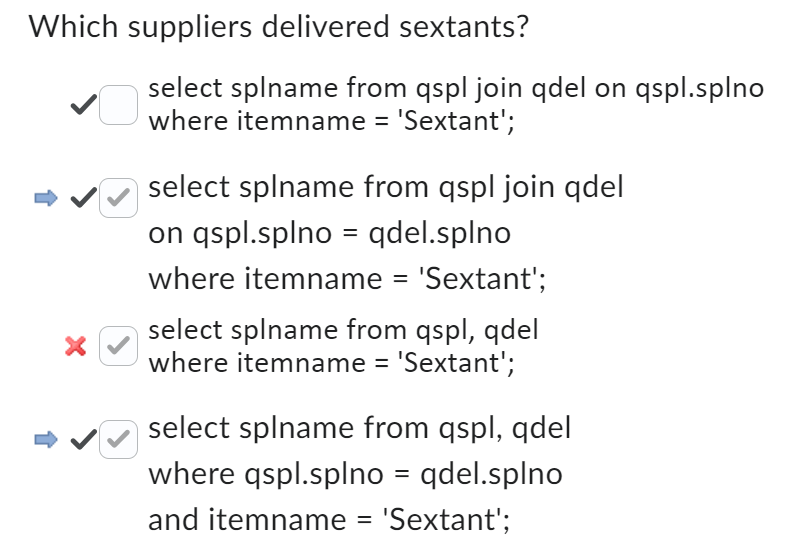 Which suppliers delivered sextants?
select splname from qspl join qdel on qspl.splno
where itemname = 'Sextant';
select splname from qspl join qdel
on qspl.splno = qdel.splno
where itemname = 'Sextant';
select splname from qspl, qdel
where itemname = 'Sextant';
select splname from qspl, qdel
where qspl.splno = qdel.splno
and itemname = 'Sextant';